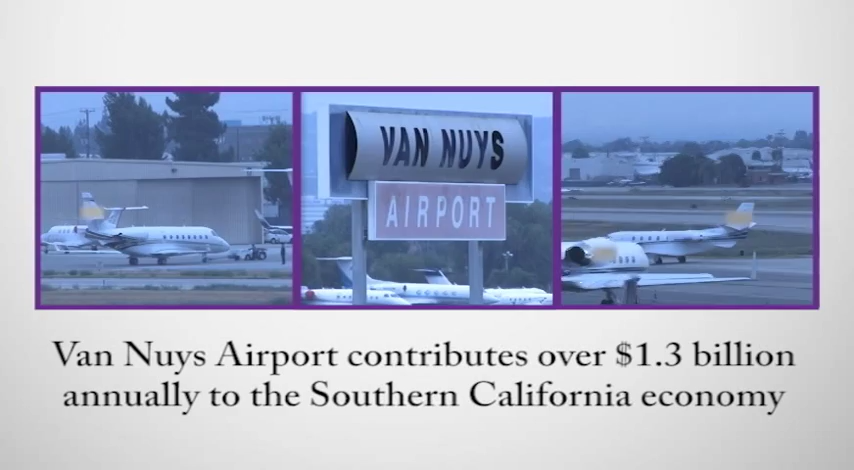 VAN NUYS
AIRPORT
Van Nuys Airport contributes over $1.3 billion
annually to the Southern California economy